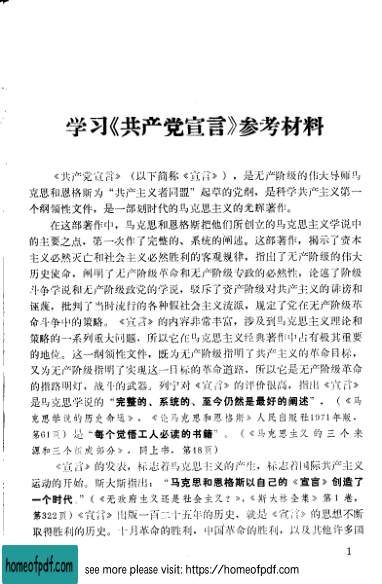 学习《共产党宣言》参考材料
《共产党宣言》（以下简称《宣言》），是无产阶级的伟大导师马
克思和恩格斯为“共产主义者同盟”起草的党纲，是科学共产主义第一
个纲领性文件，是一部划时代的马克思主义的光辉著作。
在这部著作中，马克思和恩格斯把他们所创立的马克思主义学说中
的主要之点，第一次作了完整的、系统的阐述。这部著作，揭示了资本
主义必然灭亡和社会主义必然胜利的客观规律，指出了无产阶级的伟大
历史使命，阐明了无产阶级革命和无产阶级专政的必然性，论述了阶级
斗争学说和无产阶级政党的学说，驳斥了资产阶级对共产主义的诽谤和
诬蔑，批判了当时流行的各种假社会主义流派，规定了党在无产阶级革
命斗争中的策略。《宣言》的内容非常丰富，涉及到马克思主义理论和
策略的一系列重大问题，所以它在马克思主义经典著作中占有极其重要
的地位。这一纲领性文件，既为无产阶级指明了共产主义的革命目标，
又为无产阶级指明了实现这一目标的革命道路，所以它是无产阶级革命
的指路明灯，战斗的武器。列宁对《宣言》的评价很高，指出《宣言》
是马克思学说的“完整的、系统的、至今仍然是最好的阐述”，（《马
克思学说的历史命运》，《论马克思和恩格斯》人民出版社1971年版，
第61页）是“每个觉悟工人必读的书籍”。（《马克思主义的三个来
源和三个组成部分》，同上书，第48页）
《宣言》的发表，标志着马克思主义的产生，标志着国际共产主义
运动的开始。斯大林指出：“马克思和恩格斯以自己的《宣言》创造了
一个时代。”（《无政府主义还是社会主义？》，《斯大林全集》第1卷，
第322页）《宣言》出版一百二十五年的历史，就是《宣言》的思想不断
取得胜利的历史。十月革命的胜利，中国革命的胜利，以及其他许多国
1
homeofpdf.com
see more please visit: https://homeofpdf.com